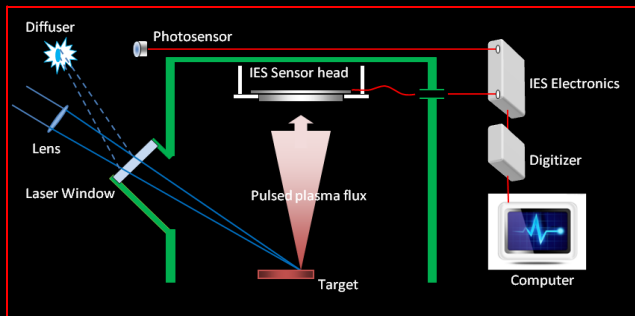 Diffuser
Photosensor
IES Sensor head
IES Electronics
Lens
Digitizer
Laser Window
Pulsed plasma flux
Target
Computer